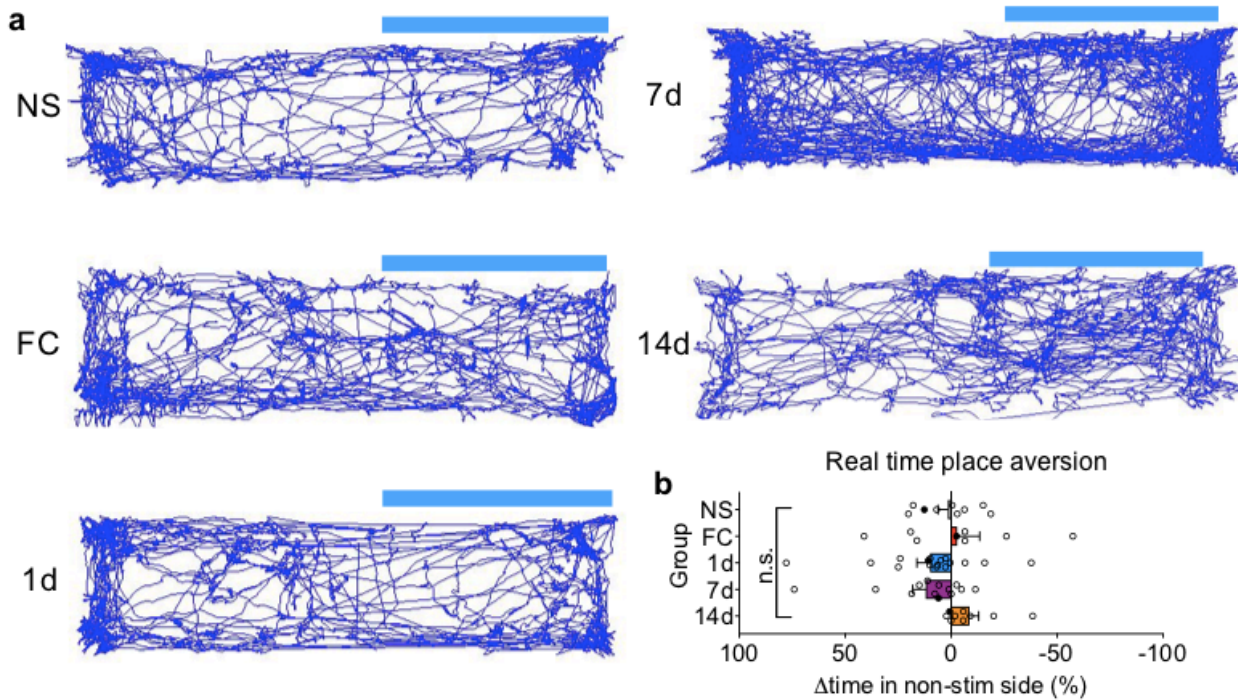 a
NS
7d
FC
14d
1d
b
Real time place aversion
Group
n.s.
NS
FC
1d
7d
14d
100 50 0 -50 -100
Δtime in non-stim side (%)